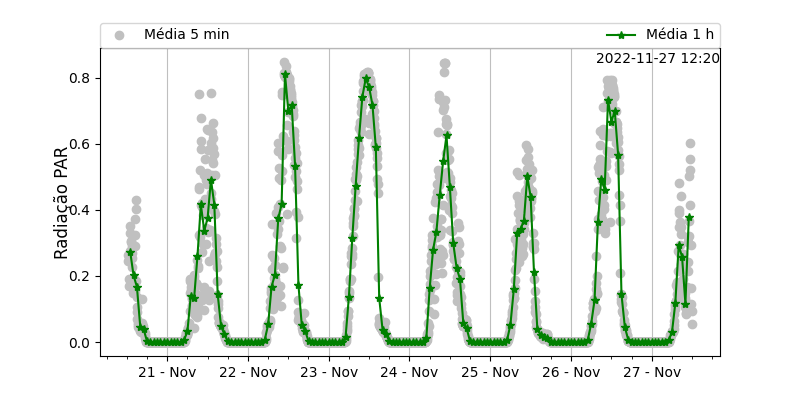 Média 5 min
Média 1 h
2022-11-27 12:20
Radiação PAR
0.8
0.6
0.4
0.2
0.0
21 - Nov
22 - Nov
23 - Nov
24 - Nov
25 - Nov
26 - Nov
27 - Nov